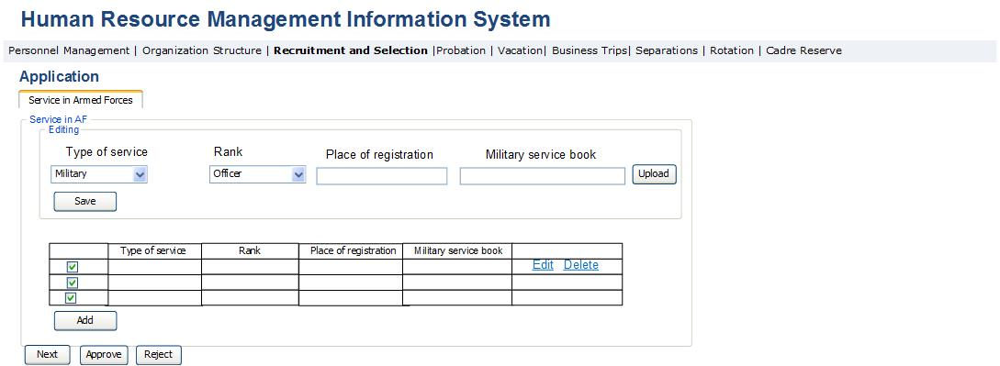 Human Resource Management Information System
Personnel Management | Organization Structure | Recruitment and Selection |Probation | Vacation| Business Trips| Separations | Rotation | Cadre Reserve
Application
Service in Armed Forces
Service in AF
Editing
Type of service Rank Place of registration Military service book
Military Officer Upload
Save
Type of service Rank Place of registration Military service book
Edit Delete
Add
Next Approve Reject